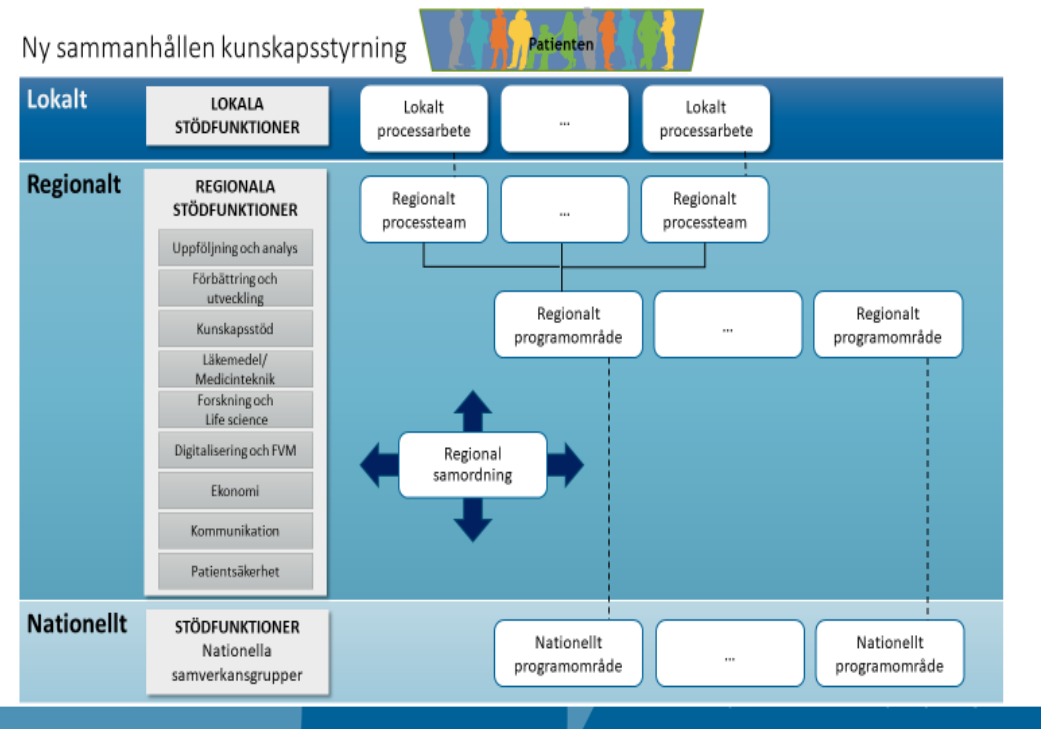 Ny sammanhållen kunskapsstyrning
Patienten
Lokalt
LOKALA
STÖDFUNKTIONER
Lokalt
processarbete
...
Lokalt
processarbete
Regionalt
REGIONALA
STÖDFUNKTIONER
Uppföljning och analys
Förbättring och
utveckling
Kunskapsstöd
Läkemedel/
Medicinteknik
Forskning och
Life science
Digitalisering och FVM
Ekonomi
Kommunikation
Patientsäkerhet
Regionalt
processteam
...
Regionalt
processteam
Regionalt
programområde
...
Regionalt
programområde
Regional
samordning
Nationellt
STÖDFUNKTIONER
Nationella
samverkansgrupper
Nationellt
programområde
...
Nationellt
programområde